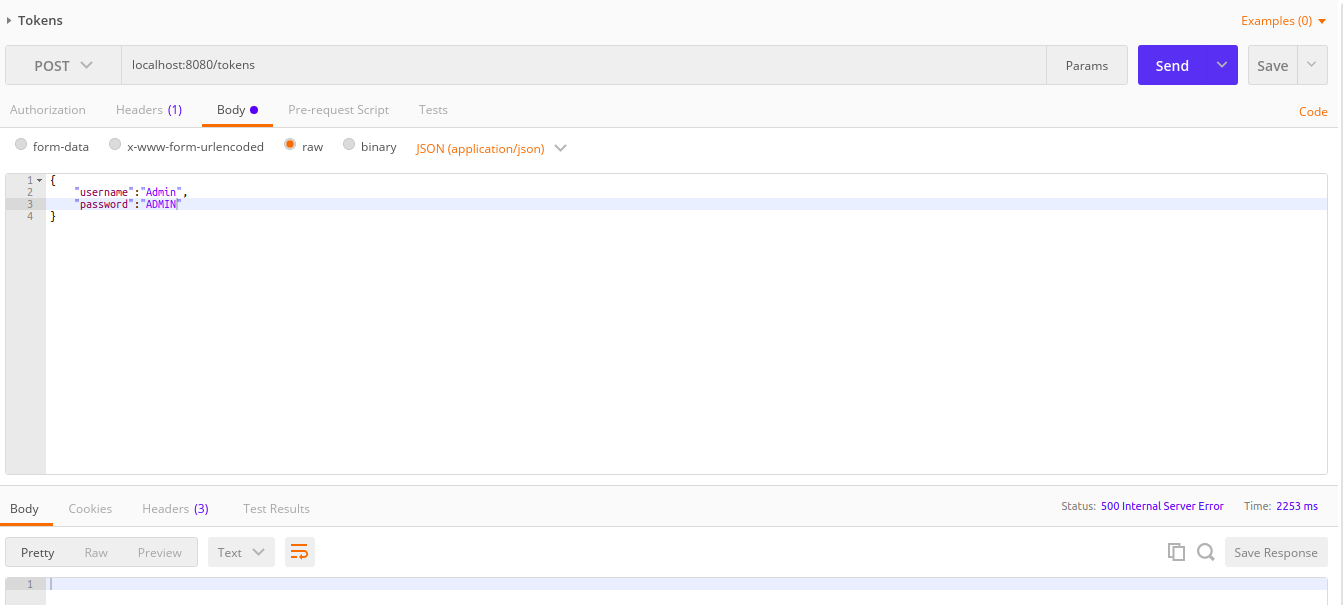 Tokens Examples (0)
POST localhost:8080/tokens Params Send Save
Authorization Headers (1) Body Pre-request Script Tests Code
form-data x-www-form-urlencoded raw binary JSON (application/json)
1 {
2 "username":"Admin",
3 "password":"ADMIN"
4 }
Body Cookies Headers (3) Test Results Status: 500 Internal Server Error Time: 2253 ms
Pretty Raw Preview Text Save Response
1